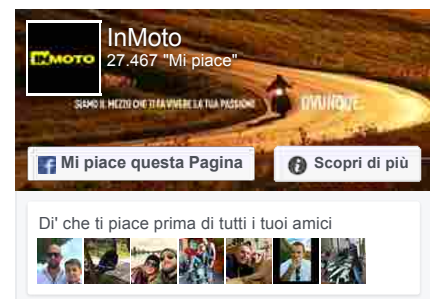 InMoto
INMOTO
27.467 "Mi piace"
SIAMO IL MEZZO CHE TI FA VIVERE LA TUA PASSIONE OVUNQUE.
Mi piace questa Pagina
Scopri di più
Di' che ti piace prima di tutti i tuoi amici